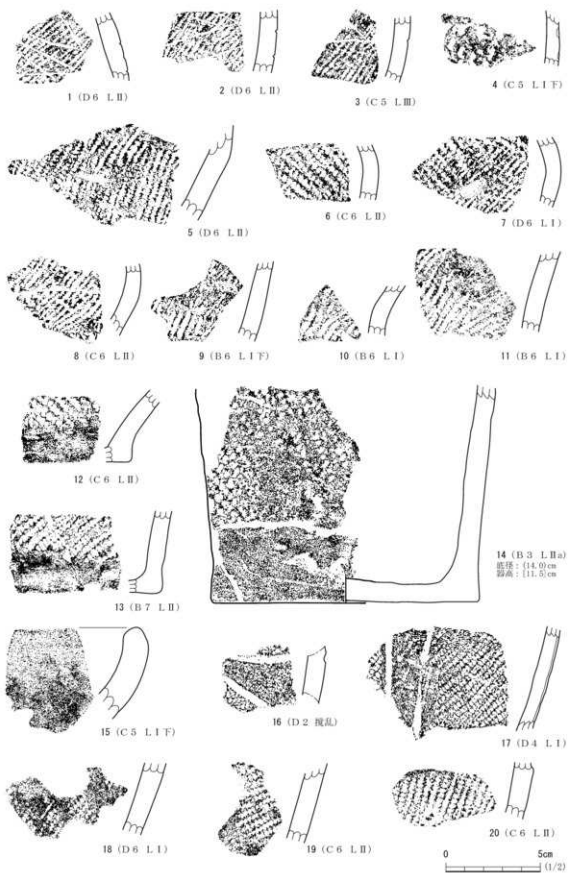 1 (D6 LⅡ)
2 (D6 LⅡ)
3 (C5 LⅢ)
4 (C5 LⅠ下)
5 (D6 LⅡ)
6 (C6 LⅡ)
7 (D6 LⅠ)
8 (C6 LⅡ)
9 (B6 LⅠ下)
10 (B6 LⅠ)
11 (B6 LⅠ)
12 (C6 LⅡ)
13 (B7 LⅡ)
14 (B3 LⅡa)
底径:(14.0)cm
器高:[11.5]cm
15 (C5 LⅠ下)
16 (D2 撹乱)
17 (D4 LⅠ)
18 (D6 LⅠ)
19 (C6 LⅡ)
20 (C6 LⅡ)
0 5cm
(1/2)